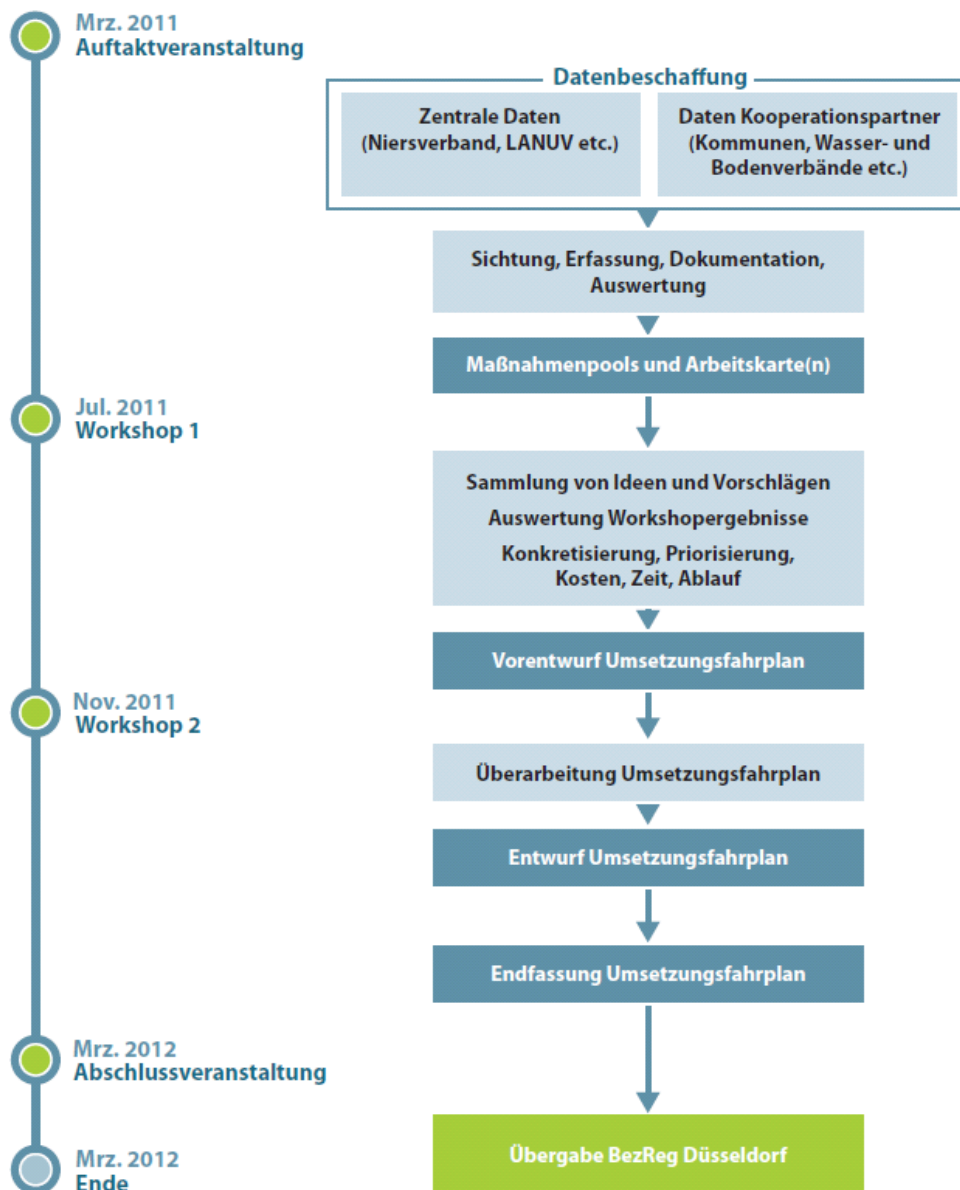 Mrz. 2011
Auftaktveranstaltung
Datenbeschaffung
Zentrale Daten
(Niersverband, LANUV etc.)
Daten Kooperationspartner
(Kommunen, Wasser- und
Bodenverbände etc.)
Sichtung, Erfassung, Dokumentation,
Auswertung
Maßnahmenpools und Arbeitskarte(n)
Jul. 2011
Workshop 1
Sammlung von Ideen und Vorschlägen
Auswertung Workshopergebnisse
Konkretisierung, Priorisierung,
Kosten, Zeit, Ablauf
Vorentwurf Umsetzungsfahrplan
Nov. 2011
Workshop 2
Überarbeitung Umsetzungsfahrplan
Entwurf Umsetzungsfahrplan
Endfassung Umsetzungsfahrplan
Mrz. 2012
Abschlussveranstaltung
Übergabe BezReg Düsseldorf
Mrz. 2012
Ende